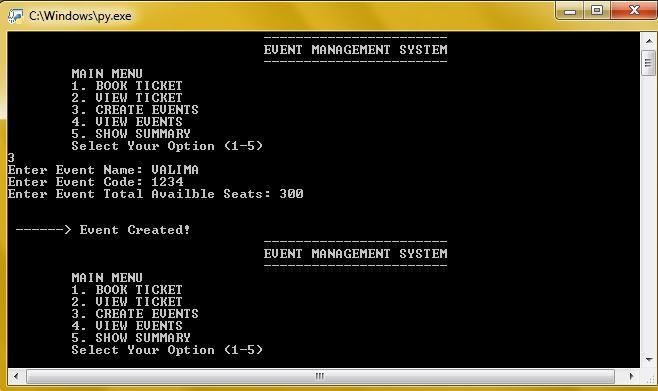 C:\Windows\py.exe
------------------------
EVENT MANAGEMENT SYSTEM
------------------------
MAIN MENU
1. BOOK TICKET
2. VIEW TICKET
3. CREATE EVENTS
4. VIEW EVENTS
5. SHOW SUMMARY
Select Your Option (1-5)
3
Enter Event Name: VALIMA
Enter Event Code: 1234
Enter Event Total Availble Seats: 300
------> Event Created!
------------------------
EVENT MANAGEMENT SYSTEM
------------------------
MAIN MENU
1. BOOK TICKET
2. VIEW TICKET
3. CREATE EVENTS
4. VIEW EVENTS
5. SHOW SUMMARY
Select Your Option (1-5)